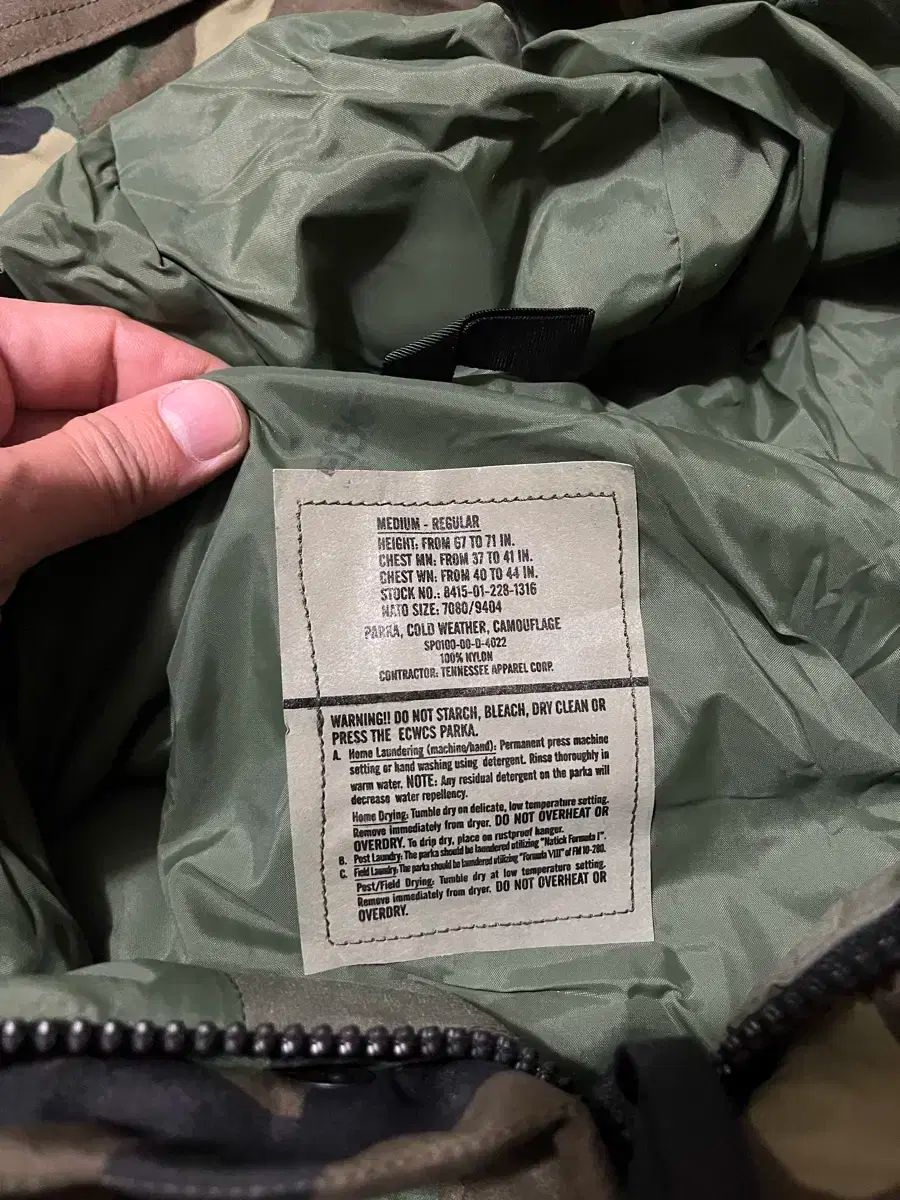 MEDIUM - REGULAR
HEIGHT: FROM 67 TO 71 IN.
CHEST MN: FROM 37 TO 41 IN.
CHEST WN: FROM 40 TO 44 IN.
STOCK NO.: 8415-01-228-1316
NATO SIZE: 7080/9404
PARKA, COLD WEATHER, CAMOUFLAGE
SPO100-00-D-4022
100% NYLON
CONTRACTOR: TENNESSEE APPAREL CORP.
WARNING!! DO NOT STARCH, BLEACH, DRY CLEAN OR
PRESS THE ECWCS PARKA.
A. Home Laundering (machine/hand): Permanent press machine
setting or hand washing using detergent. Rinse thoroughly in
warm water. NOTE: Any residual detergent on the parka will
decrease water repellency.
Home Drying: Tumble dry on delicate, low temperature setting.
Remove immediately from dryer. DO NOT OVERHEAT OR
OVERDRY. To drip dry, place on rustproof hanger.
B. Post Laundry: The parka should be laundered utilizing "Natick Formula I".
C. Field Laundry: The parka should be laundered utilizing "Formula VIII" of FM 10-280.
Post/Field Drying: Tumble dry at low temperature setting.
Remove immediately from dryer. DO NOT OVERHEAT OR
OVERDRY.